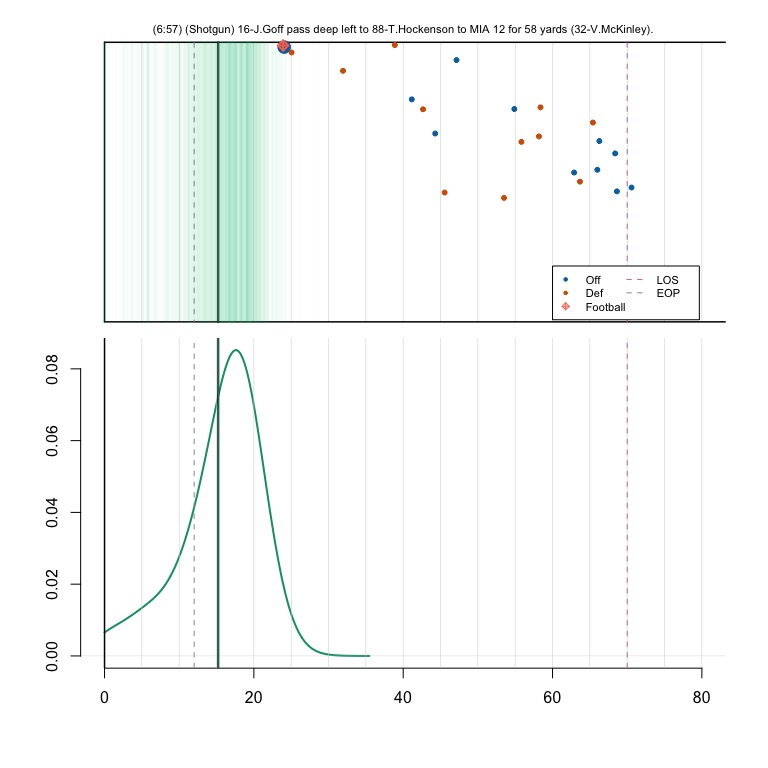 (6:57) (Shotgun) 16-J.Goff pass deep left to 88-T.Hockenson to MIA 12 for 58 yards (32-V.McKinley).
Off LOS
Def EOP
Football
0.08
0.06
0.04
0.02
0.00
0 20 40 60 80